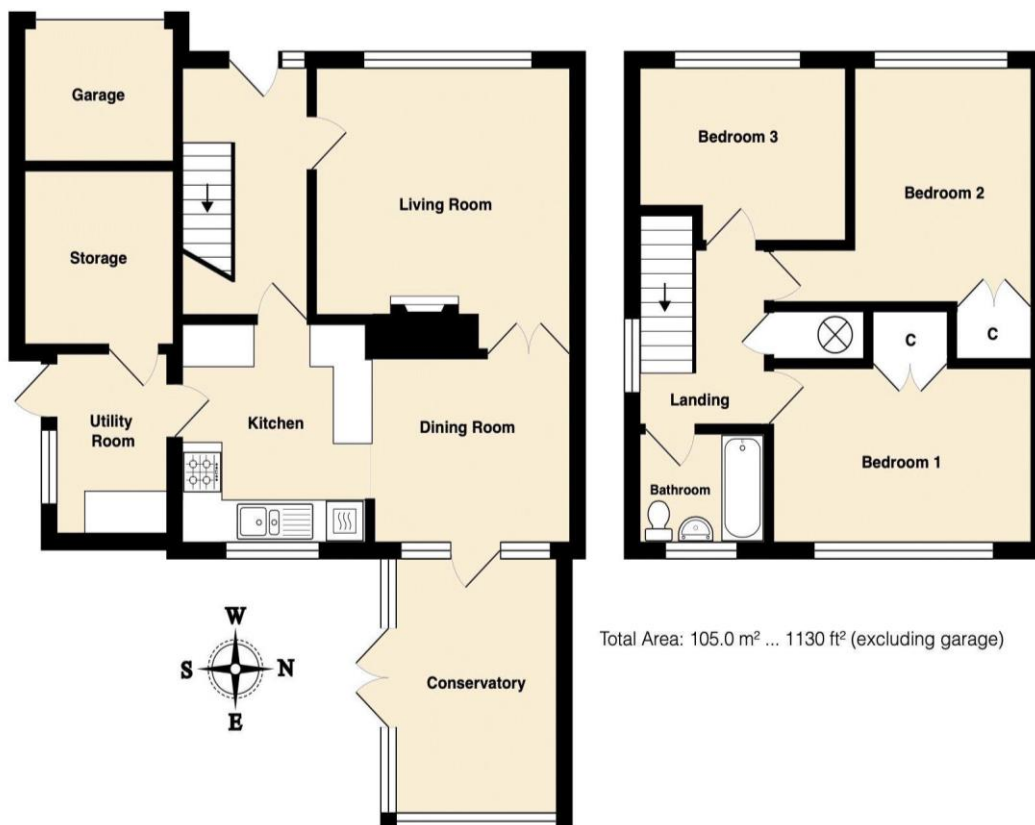 Garage
Storage
Utility
Room
Kitchen
Living Room
Dining Room
Conservatory
Bedroom 3
Bedroom 2
C
C
Landing
Bedroom 1
Bathroom
W
S
N
E
Total Area: 105.0 m² ... 1130 ft² (excluding garage)